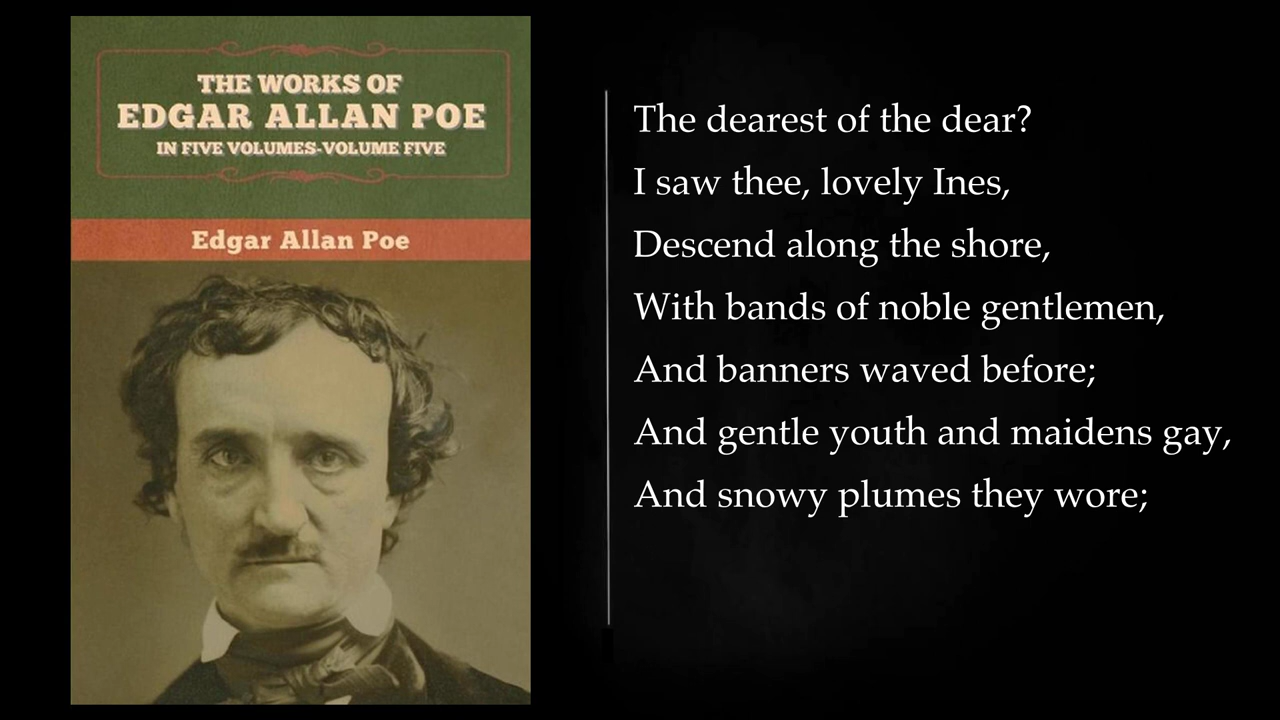 THE WORKS OF
EDGAR ALLAN POE
IN FIVE VOLUMES-VOLUME FIVE
Edgar Allan Poe
The dearest of the dear?
I saw thee, lovely Ines,
Descend along the shore,
With bands of noble gentlemen,
And banners waved before;
And gentle youth and maidens gay,
And snowy plumes they wore;